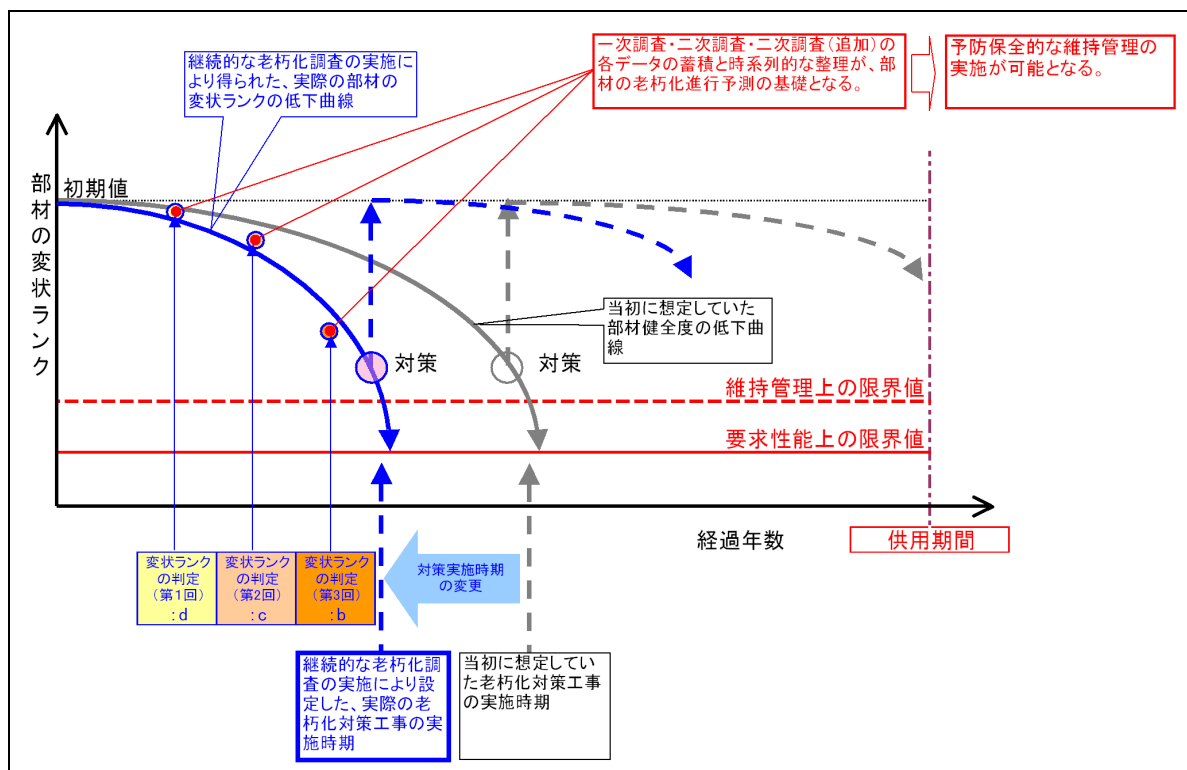 継続的な老朽化調査の実施
により得られた、実際の部材の
変状ランクの低下曲線
一次調査・二次調査・二次調査(追加)の
各データの蓄積と時系列的な整理が、部
材の老朽化進行予測の基礎となる。
予防保全的な維持管理の
実施が可能となる。
部材の変状ランク
初期値
当初に想定していた
部材健全度の低下曲
線
対策
対策
維持管理上の限界値
要求性能上の限界値
経過年数
供用期間
変状ランク
の判定
(第1回)
:d
変状ランク
の判定
(第2回)
:c
変状ランク
の判定
(第3回)
:b
対策実施時期
の変更
継続的な老朽化調
査の実施により設
定した、実際の老
朽化対策工事の実
施時期
当初に想定してい
た老朽化対策工事
の実施時期